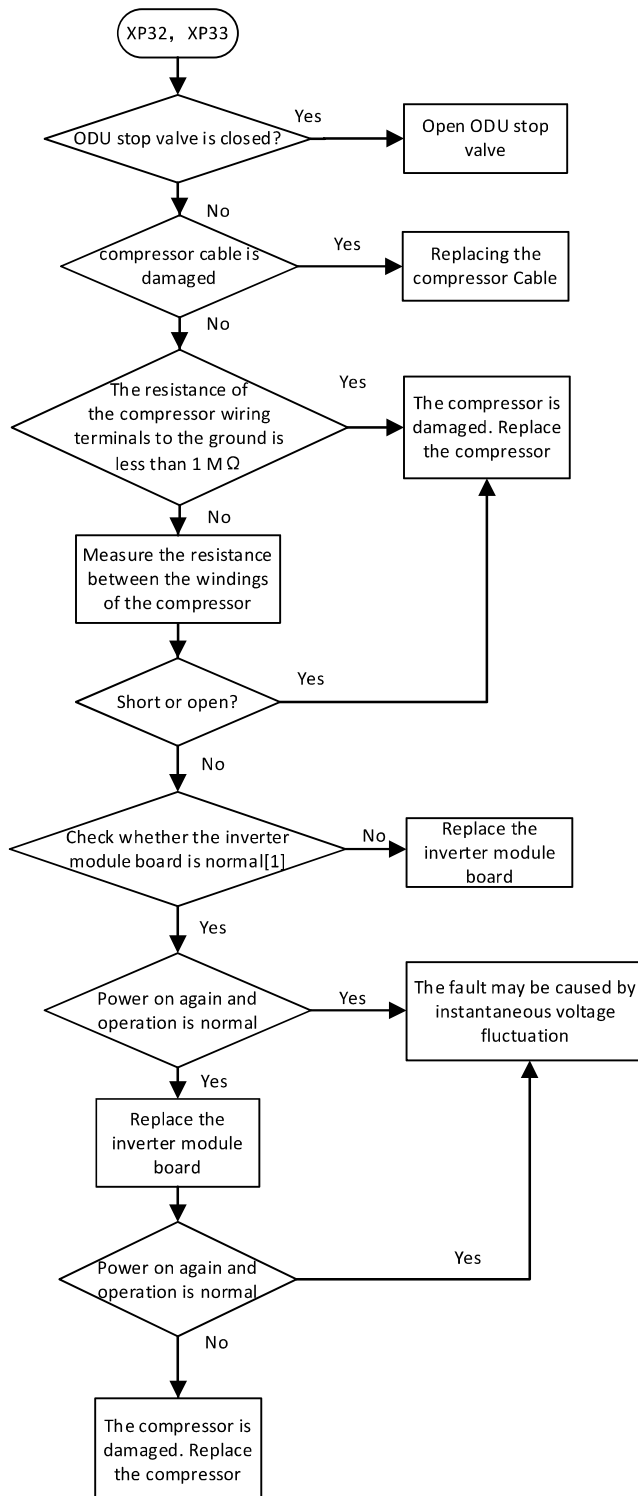 XP32, XP33
ODU stop valve is closed?
Yes
Open ODU stop
valve
No
compressor cable is
damaged
Yes
Replacing the
compressor Cable
No
The resistance of
the compressor wiring
terminals to the ground is
less than 1 M Ω
Yes
The compressor is
damaged. Replace
the compressor
No
Measure the resistance
between the windings
of the compressor
Short or open?
Yes
No
Check whether the inverter
module board is normal[1]
No
Replace the
inverter module
board
Yes
Power on again and
operation is normal
Yes
The fault may be caused by
instantaneous voltage
fluctuation
Yes
Replace the
inverter module
board
Power on again and
operation is normal
Yes
No
The compressor is
damaged. Replace
the compressor